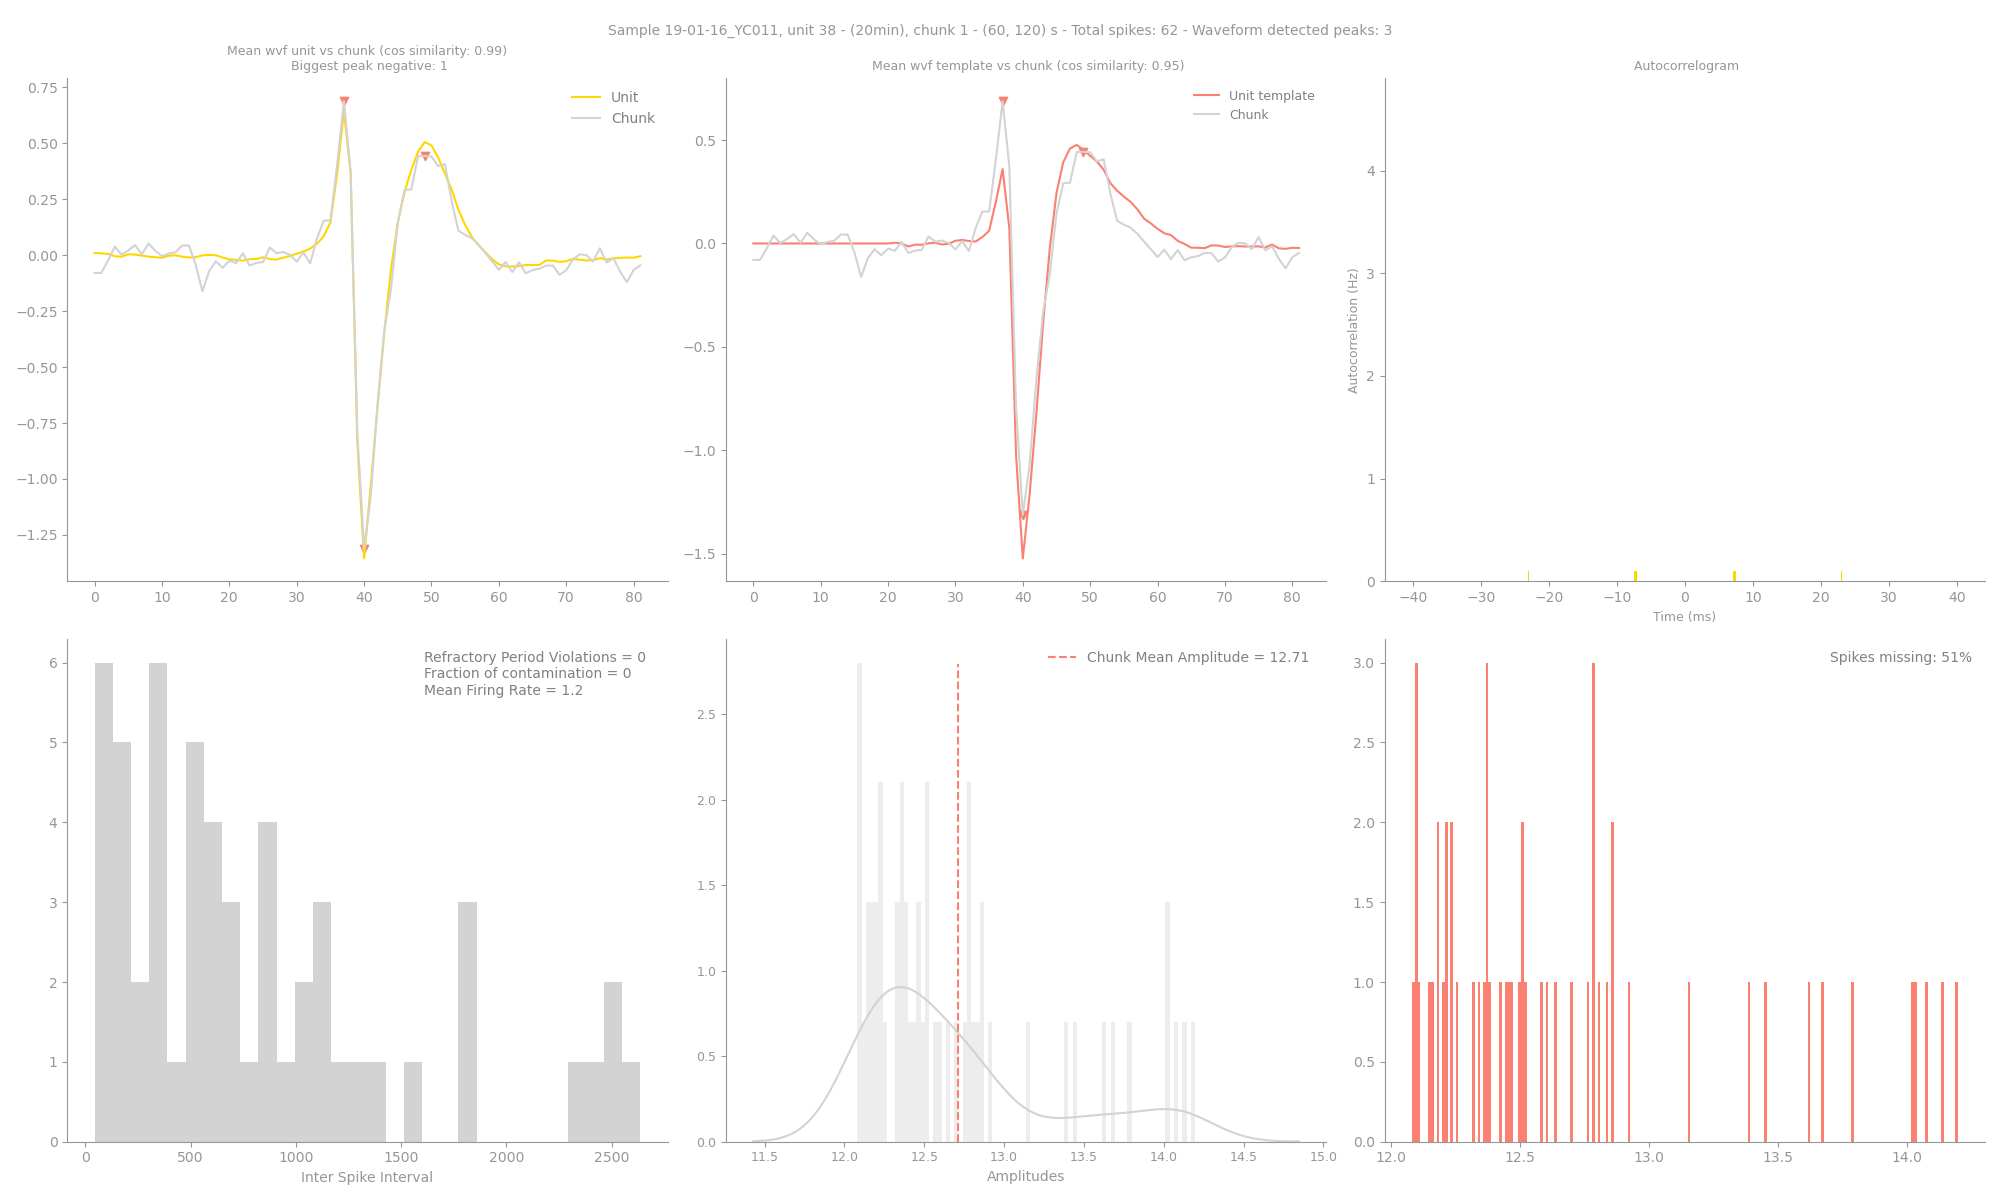 Sample 19-01-16_YC011, unit 38 - (20min), chunk 1 - (60, 120) s - Total spikes: 62 - Waveform detected peaks: 3
Mean wvf unit vs chunk (cos similarity: 0.99)
Biggest peak negative: 1
0.75
0.50
0.25
0.00
−0.25
−0.50
−0.75
−1.00
−1.25
0 10 20 30 40 50 60 70 80
Unit
Chunk
Mean wvf template vs chunk (cos similarity: 0.95)
0.5
0.0
−0.5
−1.0
−1.5
0 10 20 30 40 50 60 70 80
Unit template
Chunk
Autocorrelogram
Autocorrelation (Hz)
4
3
2
1
0
−40 −30 −20 −10 0 10 20 30 40
Time (ms)
6
5
4
3
2
1
0
0 500 1000 1500 2000 2500
Inter Spike Interval
Refractory Period Violations = 0
Fraction of contamination = 0
Mean Firing Rate = 1.2
2.5
2.0
1.5
1.0
0.5
0.0
11.5 12.0 12.5 13.0 13.5 14.0 14.5 15.0
Amplitudes
Chunk Mean Amplitude = 12.71
3.0
2.5
2.0
1.5
1.0
0.5
0.0
12.0 12.5 13.0 13.5 14.0
Spikes missing: 51%